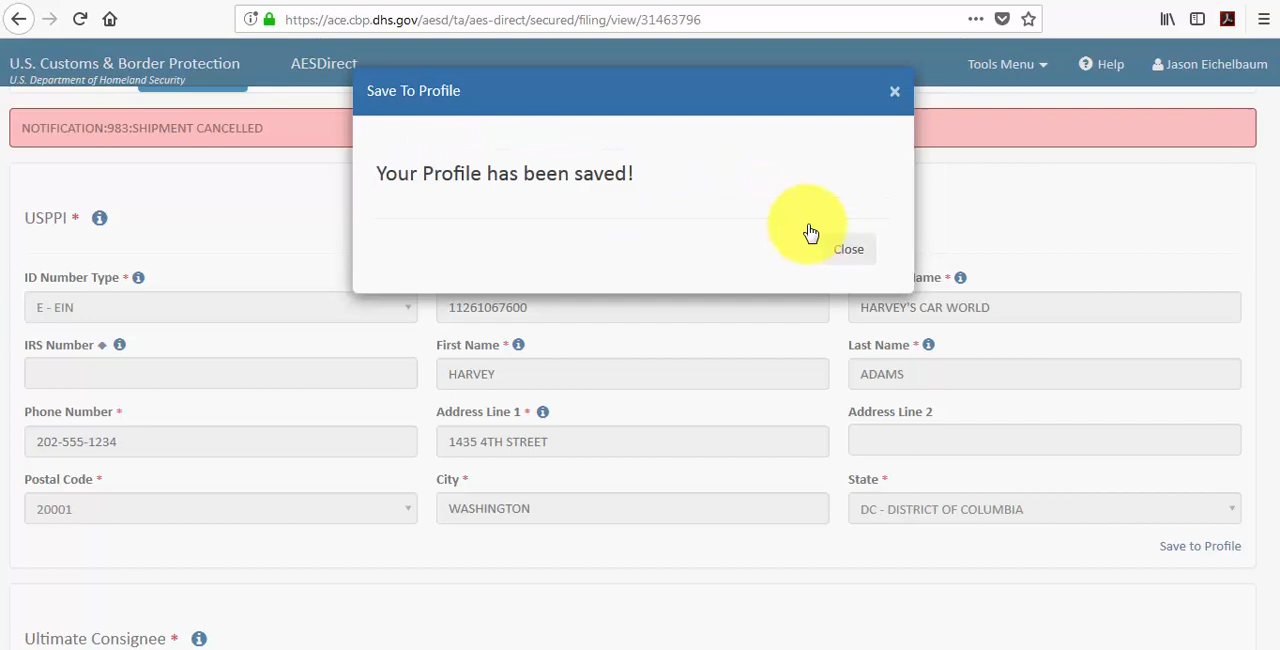 https://ace.cbp.dhs.gov/aesd/ta/aes-direct/secured/filing/view/31463796
U.S. Customs & Border Protection
U.S. Department of Homeland Security
AESDirect
Tools Menu
Help
Jason Eichelbaum
Save To Profile
×
NOTIFICATION:983:SHIPMENT CANCELLED
Your Profile has been saved!
Close
USPPI *
ID Number Type *
E - EIN
11261067600
HARVEY'S CAR WORLD
IRS Number
First Name *
HARVEY
Last Name *
ADAMS
Phone Number *
202-555-1234
Address Line 1 *
1435 4TH STREET
Address Line 2
Postal Code *
20001
City *
WASHINGTON
State *
DC - DISTRICT OF COLUMBIA
Save to Profile
Ultimate Consignee *